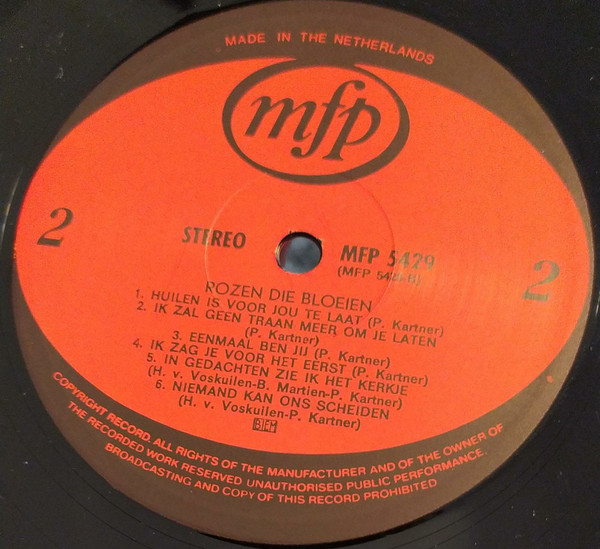 MADE IN THE NETHERLANDS
mfp
2
STEREO
MFP 5429
(MFP 5429-B)
2
ROZEN DIE BLOEIEN
1. HUILEN IS VOOR JOU TE LAAT (P. Kartner)
2. IK ZAL GEEN TRAAN MEER OM JE LATEN
(P. Kartner)
3. EENMAAL BEN JIJ (P. Kartner)
4. IK ZAG JE VOOR HET EERST (P. Kartner)
5. IN GEDACHTEN ZIE IK HET KERKJE
(H. v. Voskuilen-B. Martien-P. Kartner)
6. NIEMAND KAN ONS SCHEIDEN
(H. v. Voskuilen-P. Kartner)
BIEM
COPYRIGHT RECORD. ALL RIGHTS OF THE MANUFACTURER AND OF THE OWNER OF
THE RECORDED WORK RESERVED UNAUTHORISED PUBLIC PERFORMANCE.
BROADCASTING AND COPY OF THIS RECORD PROHIBITED